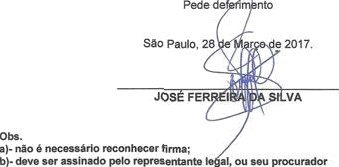 Pede deferimento
São Paulo, 28 de Março de 2017.
JOSÉ FERREIRA DA SILVA
Obs.
a)- não é necessário reconhecer firma;
b)- deve ser assinado pelo representante legal, ou seu procurador